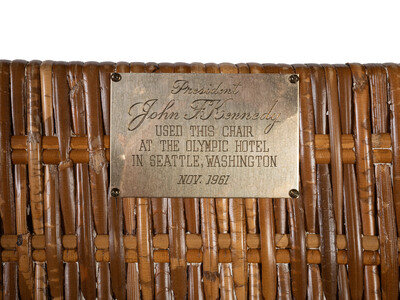 President
John F. Kennedy
USED THIS CHAIR
AT THE OLYMPIC HOTEL
IN SEATTLE, WASHINGTON
NOV. 1961